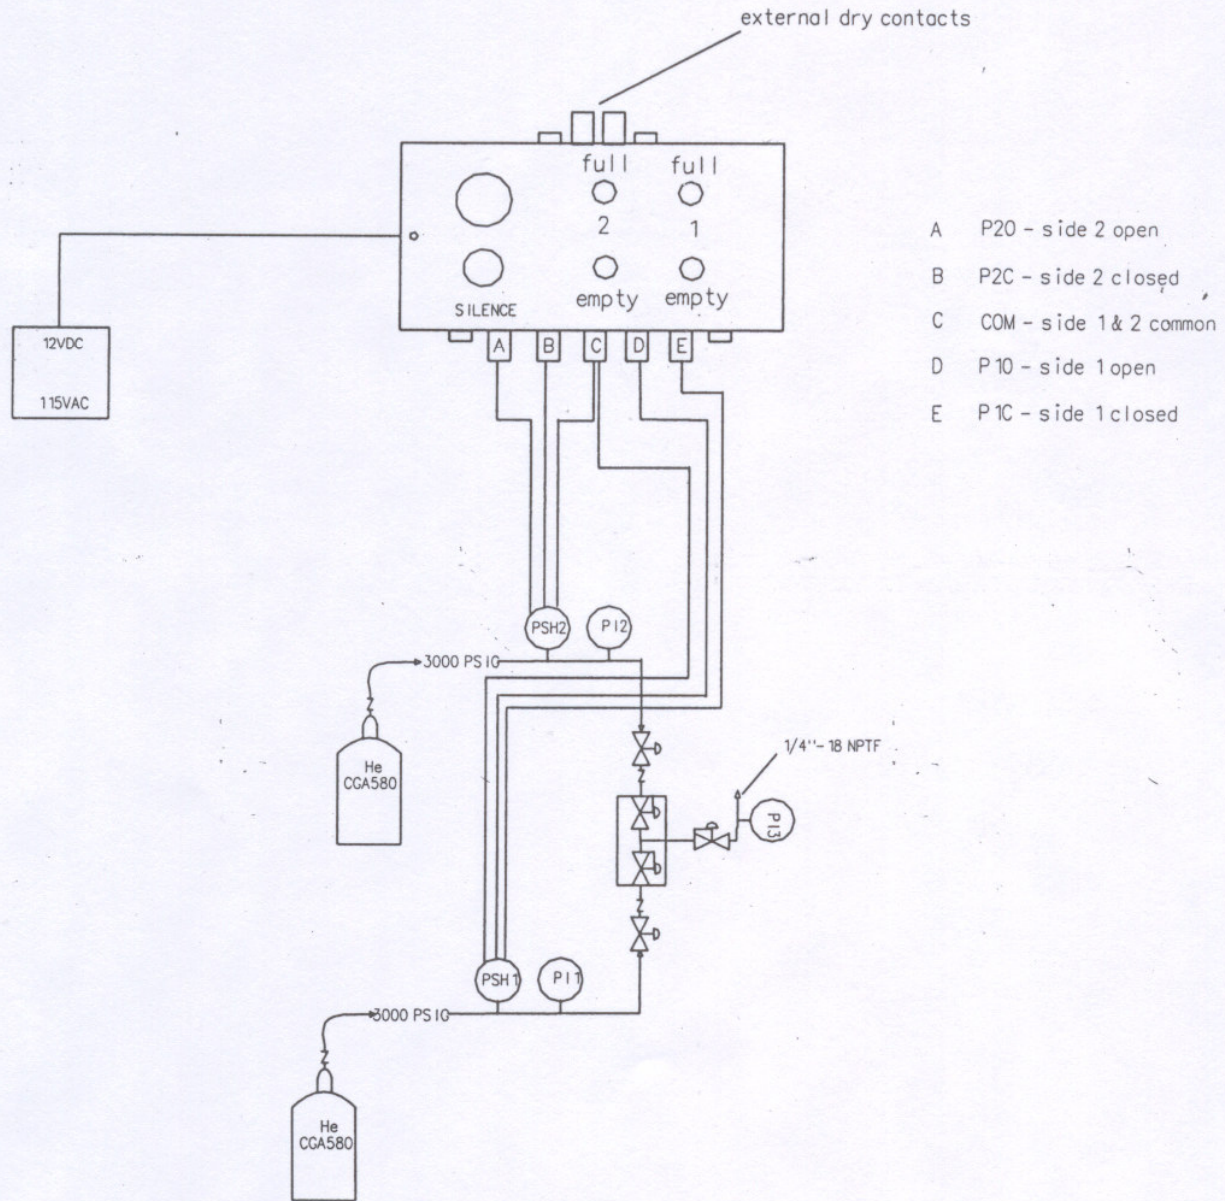 external dry contacts
full
full
2
1
SILENCE
empty
empty
A
B
C
D
E
12VDC
115VAC
A P2O - side 2 open
B P2C - side 2 closed
C COM - side 1 & 2 common
D P1O - side 1 open
E P1C - side 1 closed
PSH2
PI2
3000 PSIG
He
CGA580
1/4"-18 NPTF
PI3
PSH1
PI1
3000 PSIG
He
CGA580